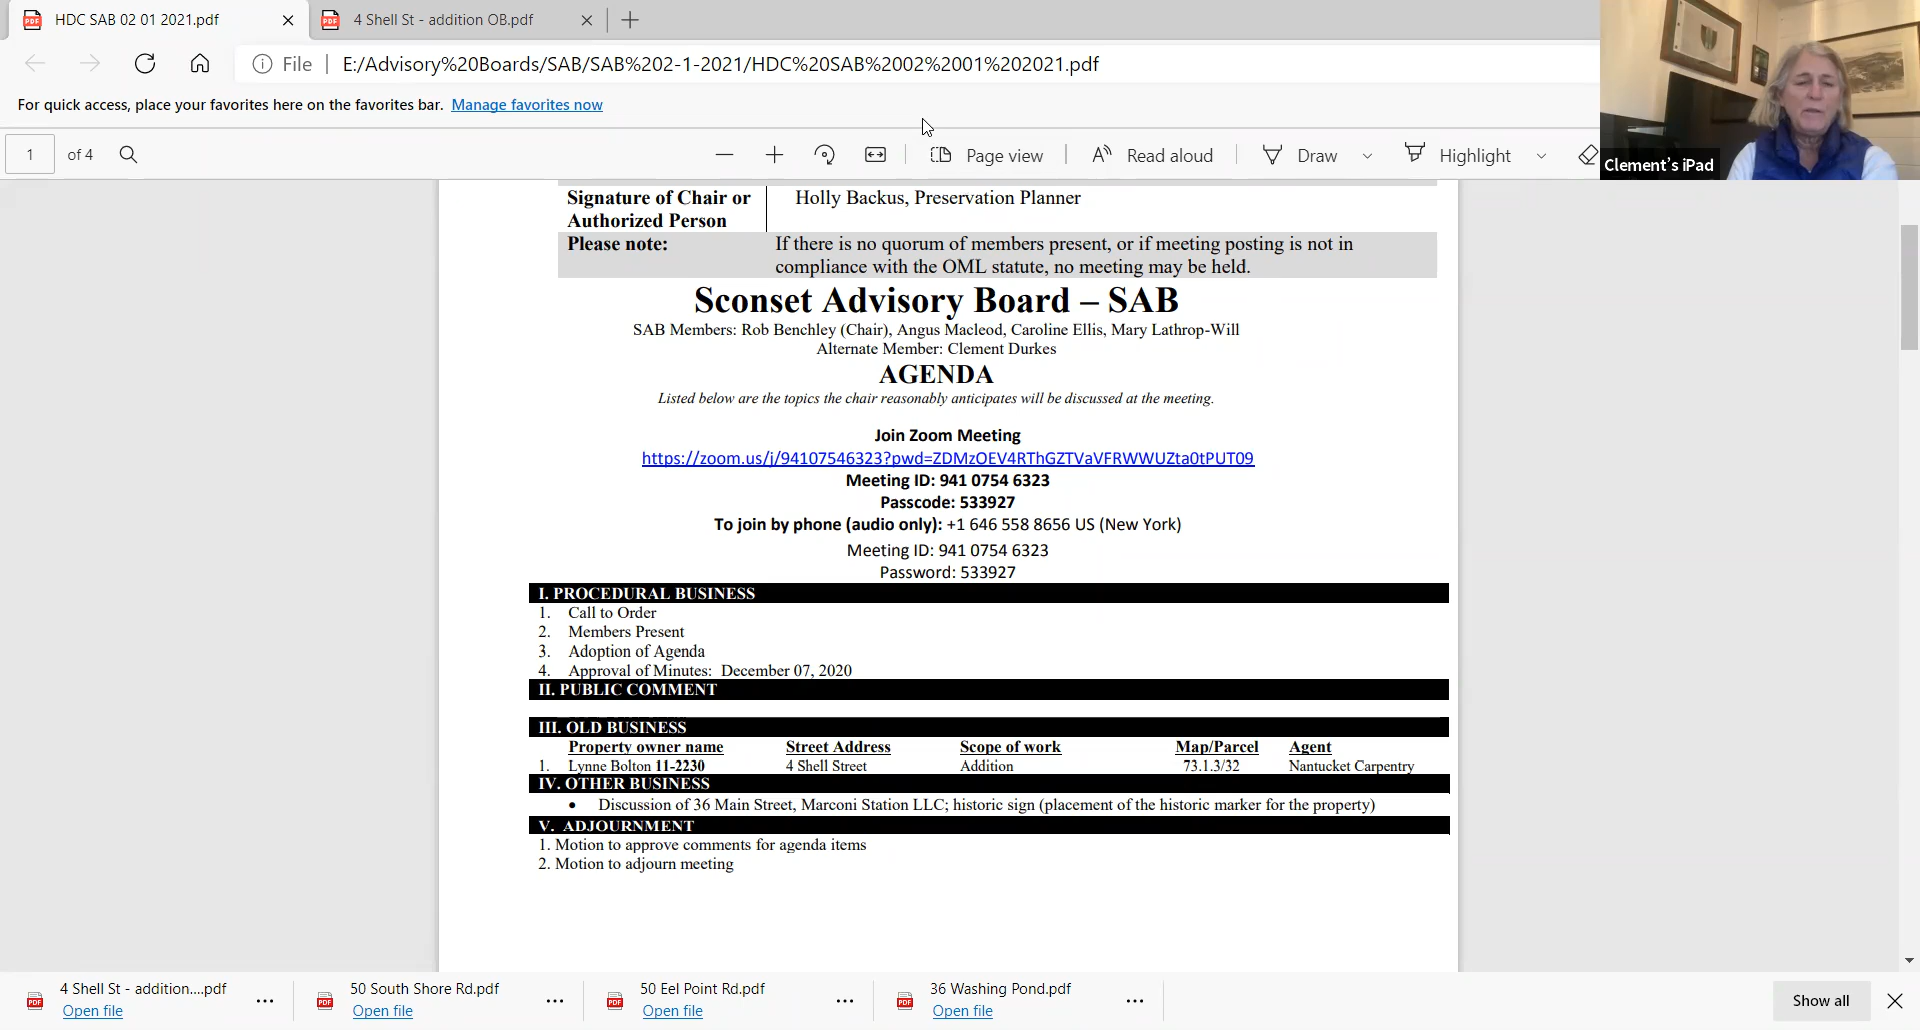 HDC SAB 02 01 2021.pdf
4 Shell St - addition OB.pdf
File
E:/Advisory%20Boards/SAB/SAB%202-1-2021/HDC%20SAB%2002%2001%202021.pdf
For quick access, place your favorites here on the favorites bar. Manage favorites now
1 of 4
Page view
Read aloud
Draw
Highlight
Clement's iPad
Signature of Chair or Authorized Person
Holly Backus, Preservation Planner
Please note: If there is no quorum of members present, or if meeting posting is not in
compliance with the OML statute, no meeting may be held.
Sconset Advisory Board – SAB
SAB Members: Rob Benchley (Chair), Angus Macleod, Caroline Ellis, Mary Lathrop-Will
Alternate Member: Clement Durkes
AGENDA
Listed below are the topics the chair reasonably anticipates will be discussed at the meeting.
Join Zoom Meeting
https://zoom.us/j/94107546323?pwd=ZDMzOEV4RThGZTVaVFRWWUZta0tPUT09
Meeting ID: 941 0754 6323
Passcode: 533927
To join by phone (audio only): +1 646 558 8656 US (New York)
Meeting ID: 941 0754 6323
Password: 533927
I. PROCEDURAL BUSINESS
1. Call to Order
2. Members Present
3. Adoption of Agenda
4. Approval of Minutes: December 07, 2020
II. PUBLIC COMMENT
III. OLD BUSINESS
Property owner name Street Address Scope of work Map/Parcel Agent
1. Lynne Bolton 11-2230 4 Shell Street Addition 73.1.3/32 Nantucket Carpentry
IV. OTHER BUSINESS
• Discussion of 36 Main Street, Marconi Station LLC; historic sign (placement of the historic marker for the property)
V. ADJOURNMENT
1. Motion to approve comments for agenda items
2. Motion to adjourn meeting
4 Shell St - addition....pdf
Open file
50 South Shore Rd.pdf
Open file
50 Eel Point Rd.pdf
Open file
36 Washing Pond.pdf
Open file
Show all